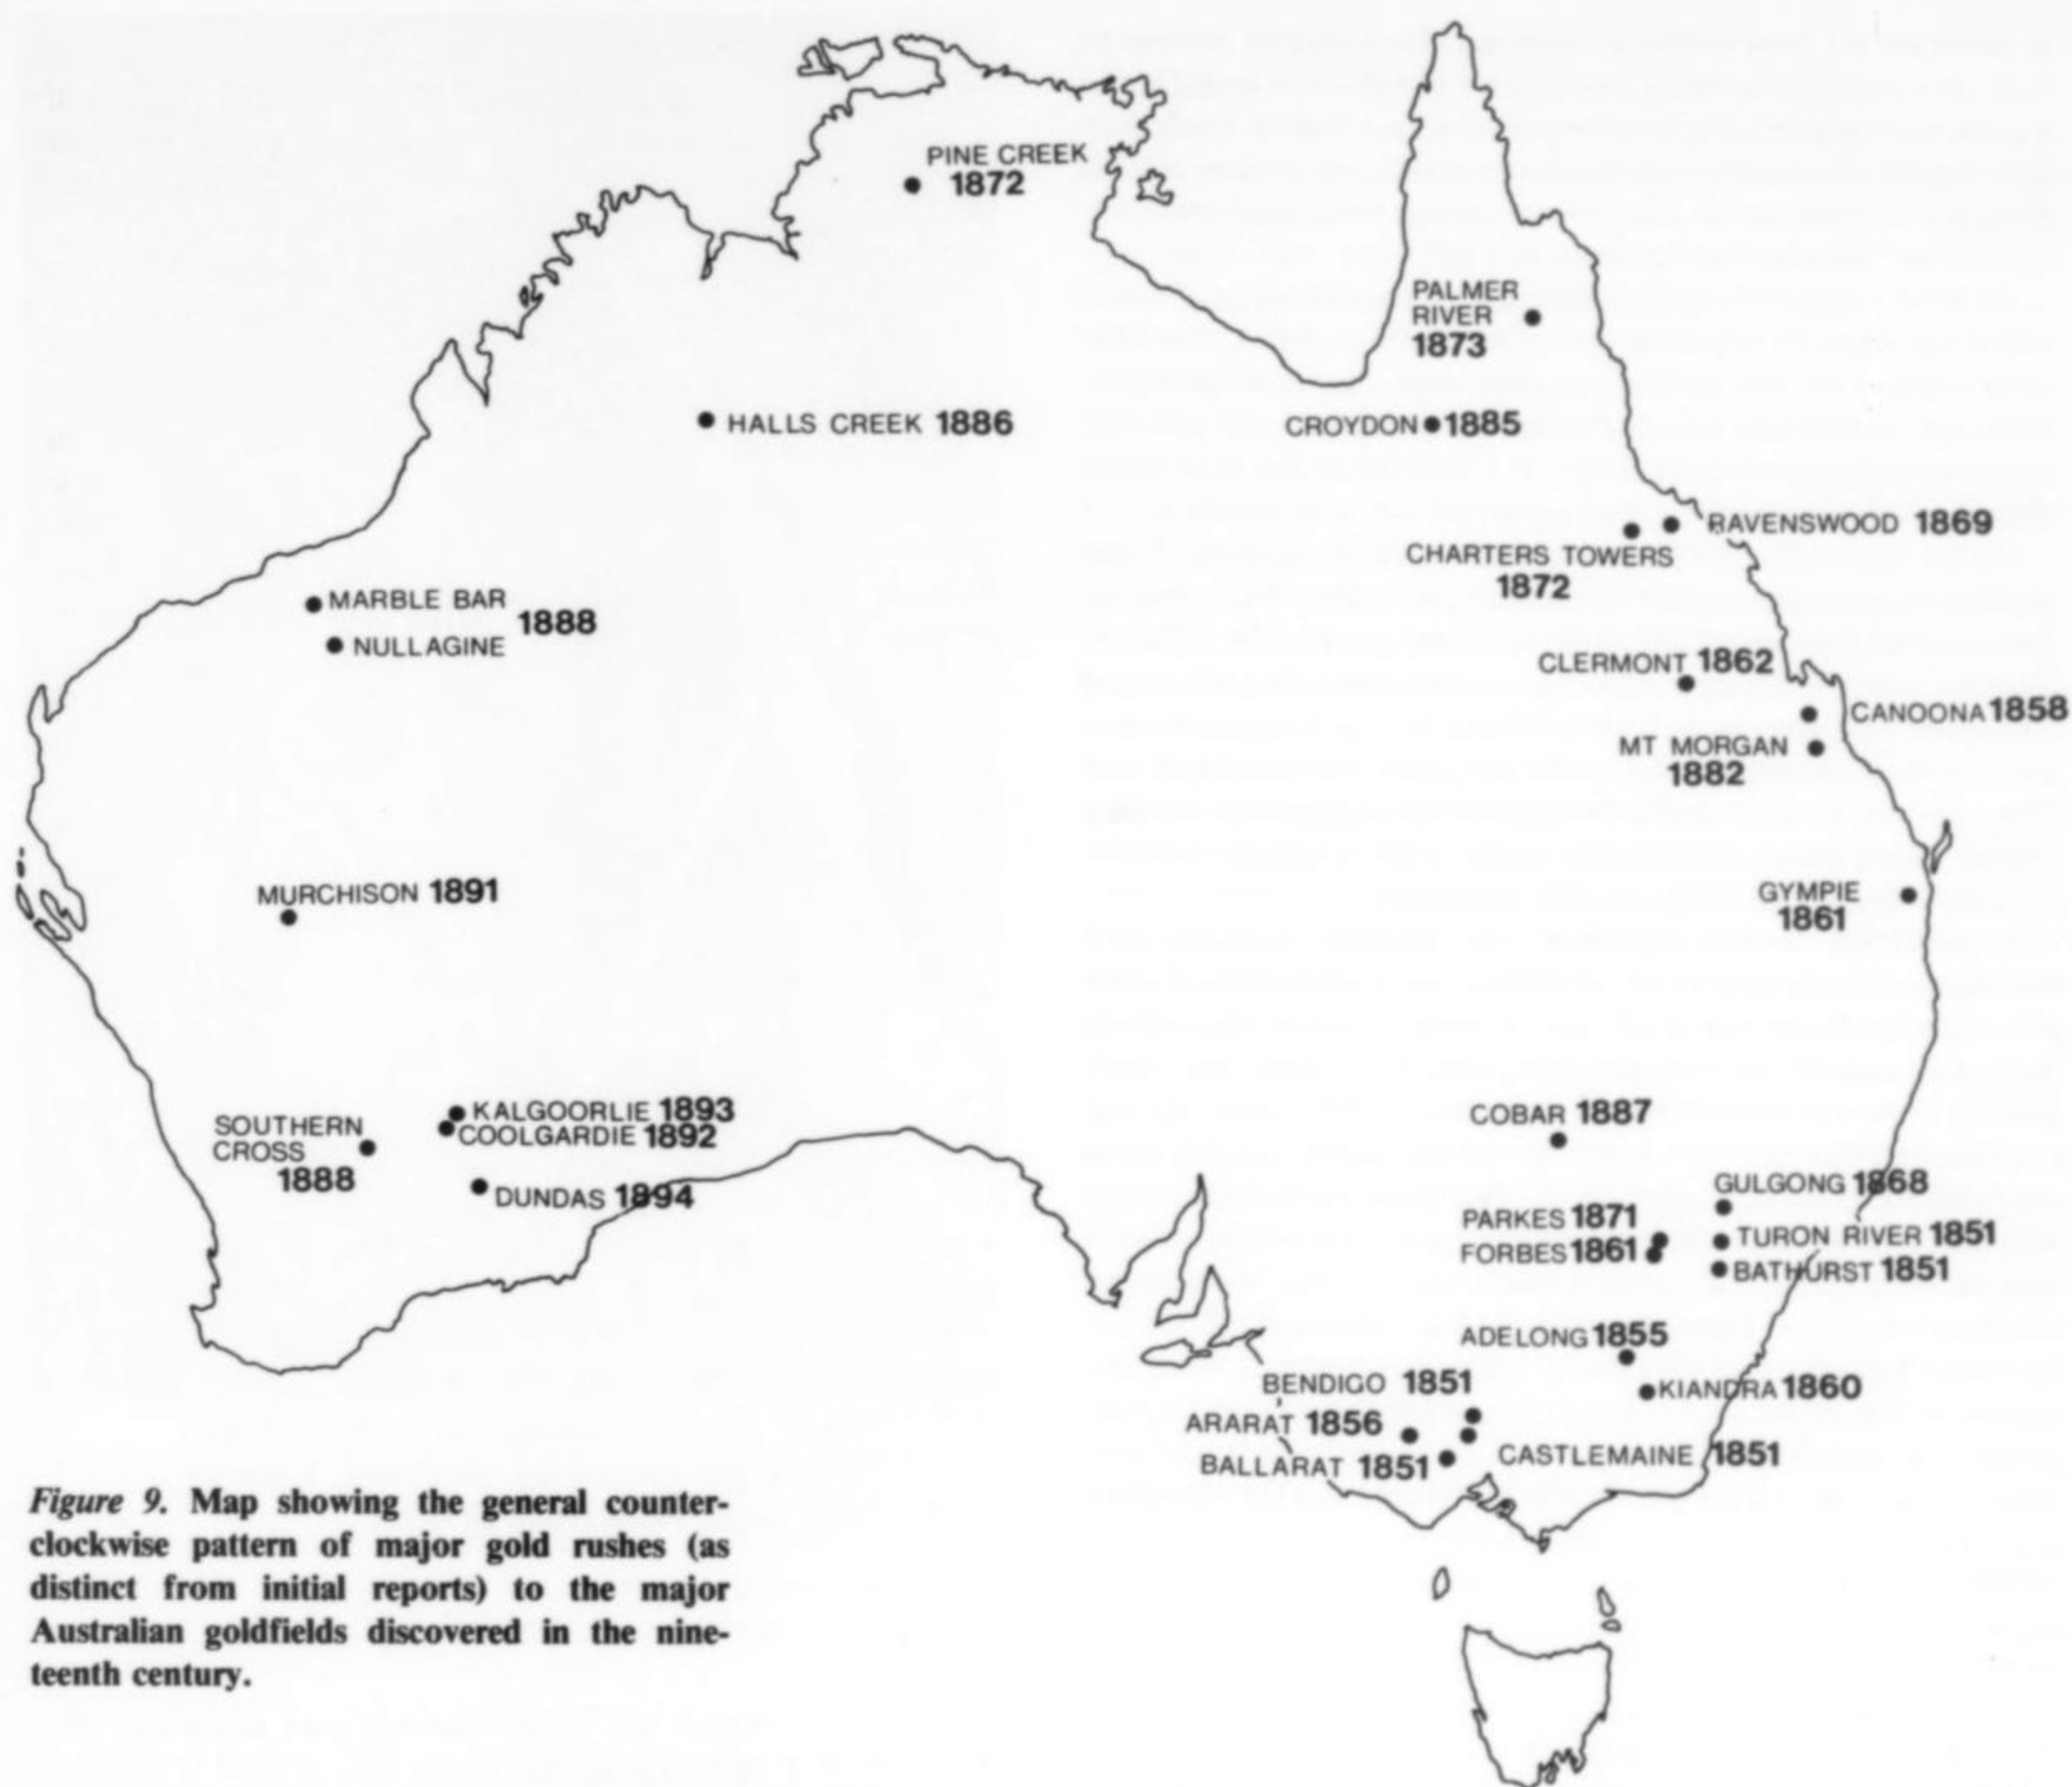 PINE CREEK
1872
PALMER
RIVER
1873
HALLS CREEK 1886
CROYDON 1885
RAVENSWOOD 1869
CHARTERS TOWERS
1872
MARBLE BAR
1888
NULLAGINE
CLERMONT 1862
CANOONA 1858
MT MORGAN
1882
MURCHISON 1891
GYMPIE
1861
KALGOORLIE 1893
COOLGARDIE 1892
SOUTHERN
CROSS
1888
DUNDAS 1894
COBAR 1887
GULGONG 1868
PARKES 1871
FORBES 1861
TURON RIVER 1851
BATHURST 1851
ADELONG 1855
KIANDRA 1860
BENDIGO 1851
ARARAT 1856
BALLARAT 1851
CASTLEMAINE 1851
Figure 9. Map showing the general counter-
clockwise pattern of major gold rushes (as
distinct from initial reports) to the major
Australian goldfields discovered in the nine-
teenth century.